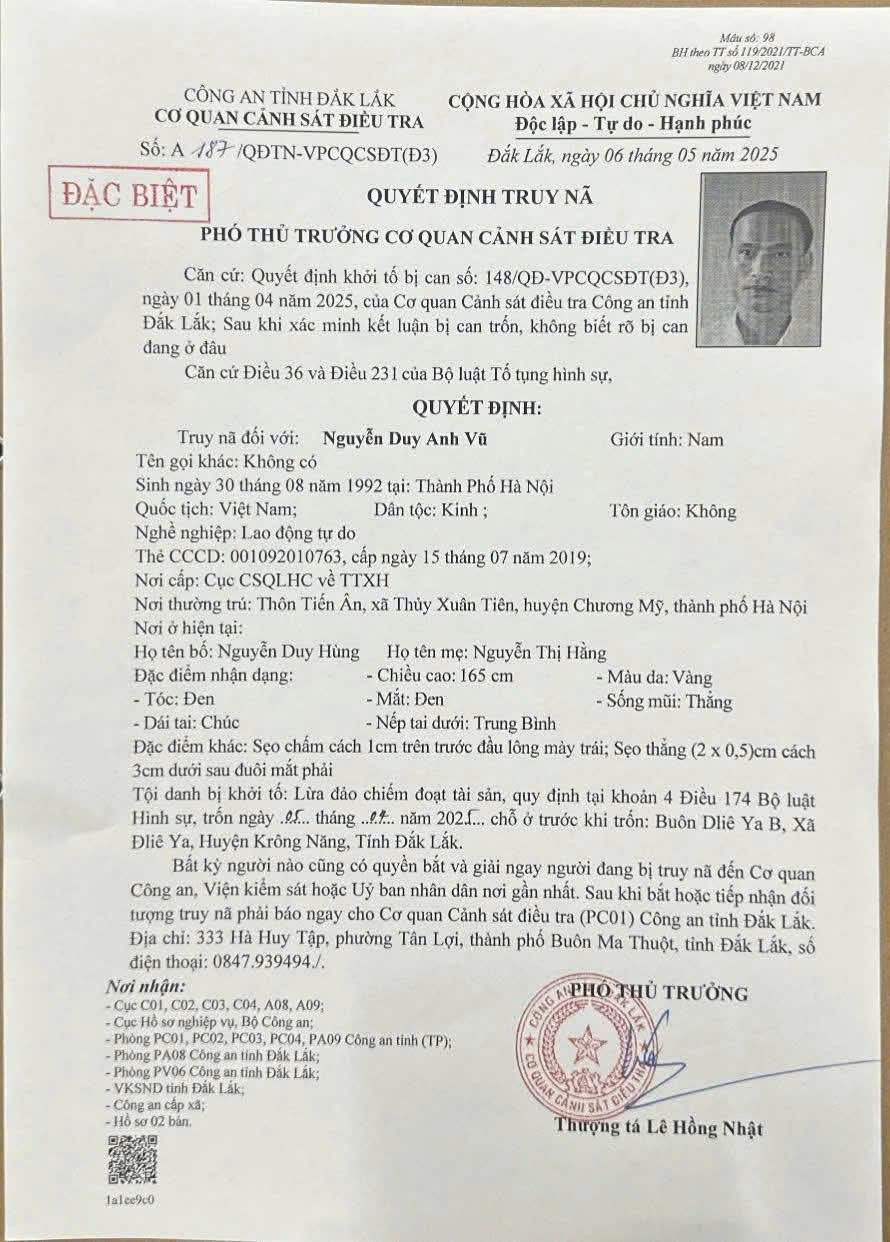 Mẫu số: 98
BH theo TT số 119/2021/TT-BCA
ngày 08/12/2021
CÔNG AN TỈNH ĐẮK LẮK
CƠ QUAN CẢNH SÁT ĐIỀU TRA
Số: A 187/QĐTN-VPCQCSĐT(Đ3)
CỘNG HÒA XÃ HỘI CHỦ NGHĨA VIỆT NAM
Độc lập - Tự do - Hạnh phúc
Đắk Lắk, ngày 06 tháng 05 năm 2025
ĐẶC BIỆT
QUYẾT ĐỊNH TRUY NÃ
PHÓ THỦ TRƯỞNG CƠ QUAN CẢNH SÁT ĐIỀU TRA
Căn cứ: Quyết định khởi tố bị can số: 148/QĐ-VPCQCSĐT(Đ3),
ngày 01 tháng 04 năm 2025, của Cơ quan Cảnh sát điều tra Công an tỉnh
Đắk Lắk; Sau khi xác minh kết luận bị can trốn, không biết rõ bị can
đang ở đâu
Căn cứ Điều 36 và Điều 231 của Bộ luật Tố tụng hình sự,
QUYẾT ĐỊNH:
Truy nã đối với: Nguyễn Duy Anh Vũ Giới tính: Nam
Tên gọi khác: Không có
Sinh ngày 30 tháng 08 năm 1992 tại: Thành Phố Hà Nội
Quốc tịch: Việt Nam; Dân tộc: Kinh ; Tôn giáo: Không
Nghề nghiệp: Lao động tự do
Thẻ CCCD: 001092010763, cấp ngày 15 tháng 07 năm 2019;
Nơi cấp: Cục CSQLHC về TTXH
Nơi thường trú: Thôn Tiến Ân, xã Thủy Xuân Tiên, huyện Chương Mỹ, thành phố Hà Nội
Nơi ở hiện tại:
Họ tên bố: Nguyễn Duy Hùng Họ tên mẹ: Nguyễn Thị Hằng
Đặc điểm nhận dạng: - Chiều cao: 165 cm - Màu da: Vàng
- Tóc: Đen - Mắt: Đen - Sống mũi: Thẳng
- Dái tai: Chúc - Nếp tai dưới: Trung Bình
Đặc điểm khác: Sẹo chấm cách 1cm trên trước đầu lông mày trái; Sẹo thẳng (2 x 0,5)cm cách
3cm dưới sau đuôi mắt phải
Tội danh bị khởi tố: Lừa đảo chiếm đoạt tài sản, quy định tại khoản 4 Điều 174 Bộ luật
Hình sự, trốn ngày tháng năm 2025 chỗ ở trước khi trốn: Buôn Dliê Ya B, Xã
Đliê Ya, Huyện Krông Năng, Tỉnh Đắk Lắk.
Bất kỳ người nào cũng có quyền bắt và giải ngay người đang bị truy nã đến Cơ quan
Công an, Viện kiểm sát hoặc Uỷ ban nhân dân nơi gần nhất. Sau khi bắt hoặc tiếp nhận đối
tượng truy nã phải báo ngay cho Cơ quan Cảnh sát điều tra (PC01) Công an tỉnh Đắk Lắk.
Địa chỉ: 333 Hà Huy Tập, phường Tân Lợi, thành phố Buôn Ma Thuột, tỉnh Đắk Lắk, số
điện thoại: 0847.939494./.
Nơi nhận:
- Cục C01, C02, C03, C04, A08, A09;
- Cục Hồ sơ nghiệp vụ, Bộ Công an;
- Phòng PC01, PC02, PC03, PC04, PA09 Công an tỉnh (TP);
- Phòng PA08 Công an tỉnh Đắk Lắk;
- Phòng PV06 Công an tỉnh Đắk Lắk;
- VKSND tỉnh Đắk Lắk;
- Công an cấp xã;
- Hồ sơ 02 bản.
1a1ee9c0
PHÓ THỦ TRƯỞNG
CÔNG AN ĐẮK LẮK
CƠ QUAN CẢNH SÁT ĐIỀU TRA
Thượng tá Lê Hồng Nhật